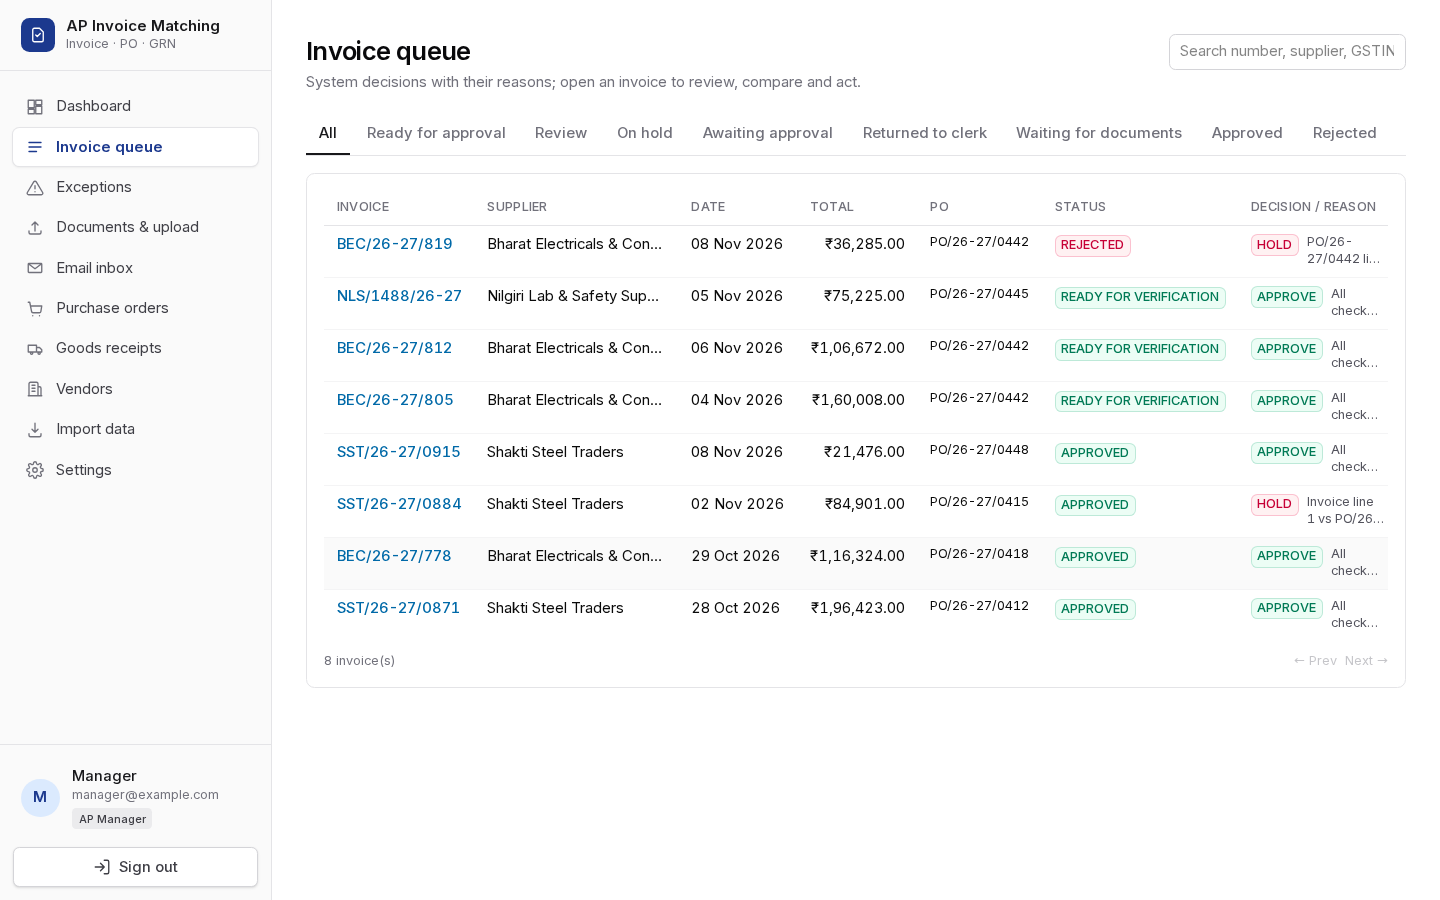 AP Invoice Matching
Invoice · PO · GRN
Dashboard
Invoice queue
Exceptions
Documents & upload
Email inbox
Purchase orders
Goods receipts
Vendors
Import data
Settings
M
Manager
manager@example.com
AP Manager
Sign out
Invoice queue
Search number, supplier, GSTIN
System decisions with their reasons; open an invoice to review, compare and act.
All Ready for approval Review On hold Awaiting approval Returned to clerk Waiting for documents Approved Rejected
INVOICE SUPPLIER DATE TOTAL PO STATUS DECISION / REASON
BEC/26-27/819 Bharat Electricals & Con... 08 Nov 2026 ₹36,285.00 PO/26-27/0442 REJECTED HOLD PO/26-
27/0442 li...
NLS/1488/26-27 Nilgiri Lab & Safety Sup... 05 Nov 2026 ₹75,225.00 PO/26-27/0445 READY FOR VERIFICATION APPROVE All
check...
BEC/26-27/812 Bharat Electricals & Con... 06 Nov 2026 ₹1,06,672.00 PO/26-27/0442 READY FOR VERIFICATION APPROVE All
check...
BEC/26-27/805 Bharat Electricals & Con... 04 Nov 2026 ₹1,60,008.00 PO/26-27/0442 READY FOR VERIFICATION APPROVE All
check...
SST/26-27/0915 Shakti Steel Traders 08 Nov 2026 ₹21,476.00 PO/26-27/0448 APPROVED APPROVE All
check...
SST/26-27/0884 Shakti Steel Traders 02 Nov 2026 ₹84,901.00 PO/26-27/0415 APPROVED HOLD Invoice line
1 vs PO/26...
BEC/26-27/778 Bharat Electricals & Con... 29 Oct 2026 ₹1,16,324.00 PO/26-27/0418 APPROVED APPROVE All
check...
SST/26-27/0871 Shakti Steel Traders 28 Oct 2026 ₹1,96,423.00 PO/26-27/0412 APPROVED APPROVE All
check...
8 invoice(s) ← Prev Next →